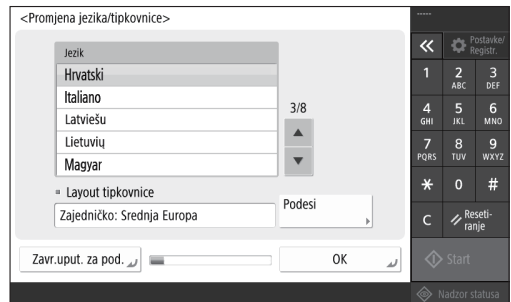 <Promjena jezika/tipkovnice>
Jezik
Hrvatski
Italiano
Latviešu
Lietuvių
Magyar
3/8
Layout tipkovnice
Zajedničko: Srednja Europa
Podesi
Zavr.uput. za pod.
OK
-----
Postavke/
Registr.
1 2 3
ABC DEF
4 5 6
GHI JKL MNO
7 8 9
PQRS TUV WXYZ
* 0 #
C Reseti-
ranje
Start
Nadzor statusa